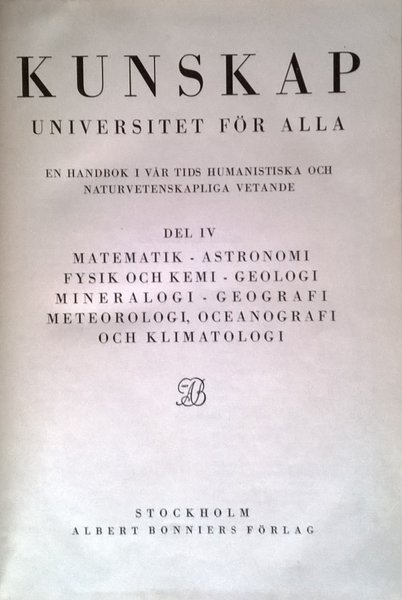 KUNSKAP
UNIVERSITET FÖR ALLA
EN HANDBOK I VÅR TIDS HUMANISTISKA OCH
NATURVETENSKAPLIGA VETANDE
DEL IV
MATEMATIK - ASTRONOMI
FYSIK OCH KEMI - GEOLOGI
MINERALOGI - GEOGRAFI
METEOROLOGI, OCEANOGRAFI
OCH KLIMATOLOGI
AB
STOCKHOLM
ALBERT BONNIERS FÖRLAG